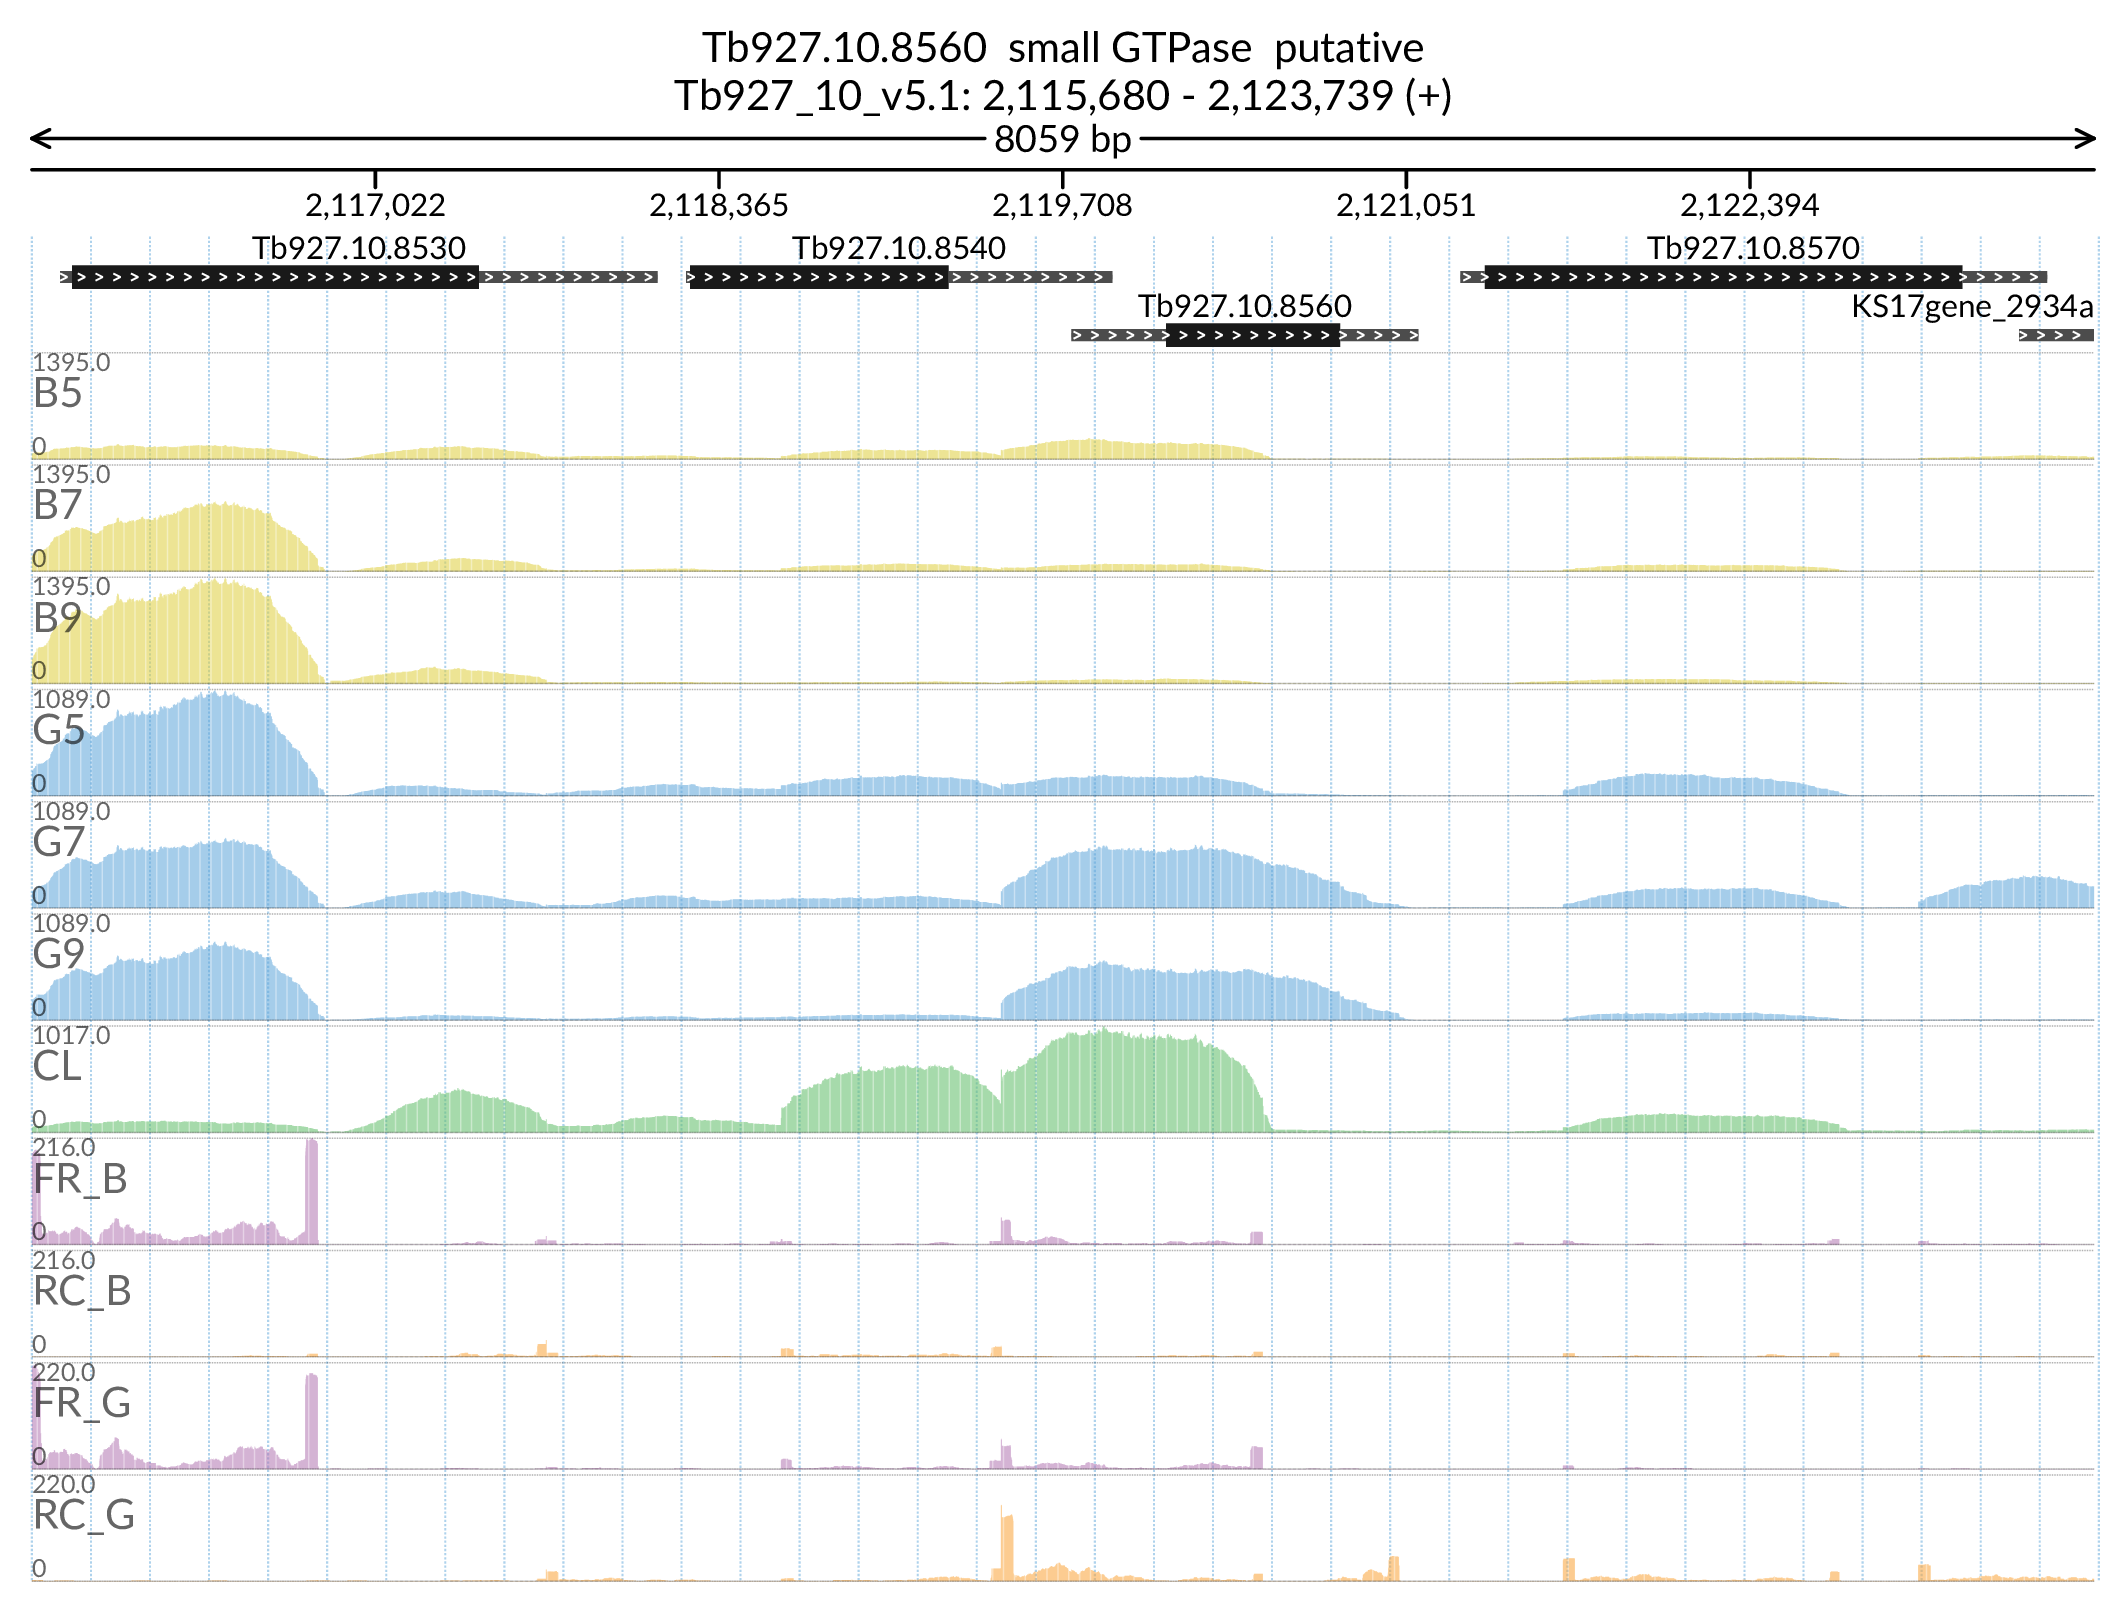 Tb927.10.8560 small GTPase putative
Tb927_10_v5.1: 2,115,680 - 2,123,739 (+)
8059 bp
2,117,022 2,118,365 2,119,708 2,121,051 2,122,394
Tb927.10.8530 Tb927.10.8540 Tb927.10.8570
Tb927.10.8560 KS17gene_2934a
1395.0
B5
0
1395.0
B7
0
1395.0
B9
0
1089.0
G5
0
1089.0
G7
0
1089.0
G9
0
1017.0
CL
0
216.0
FR_B
0
216.0
RC_B
0
220.0
FR_G
0
220.0
RC_G
0